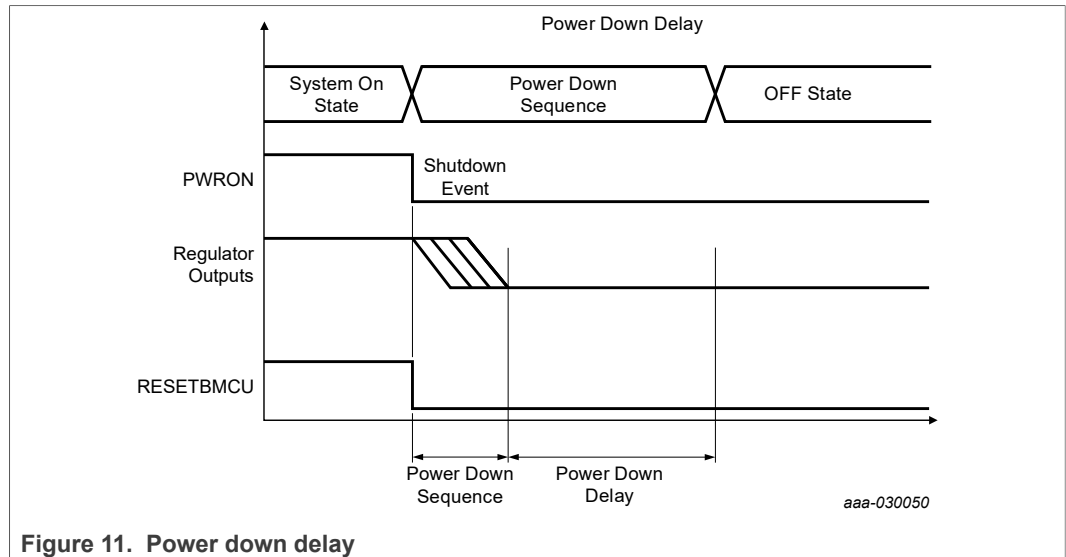 Power Down Delay
System On
State
Power Down
Sequence
OFF State
PWRON
Shutdown
Event
Regulator
Outputs
RESETBMCU
Power Down
Sequence
Power Down
Delay
aaa-030050
Figure 11. Power down delay